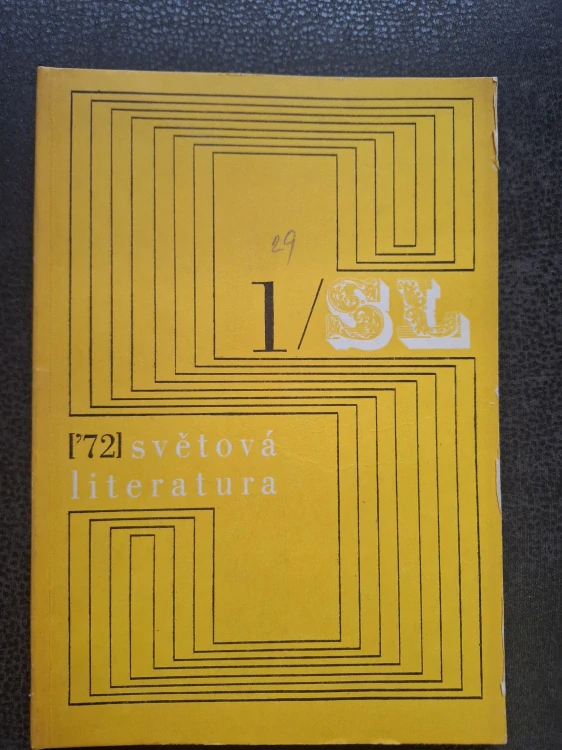 29
1/SL
['72] světová
literatura